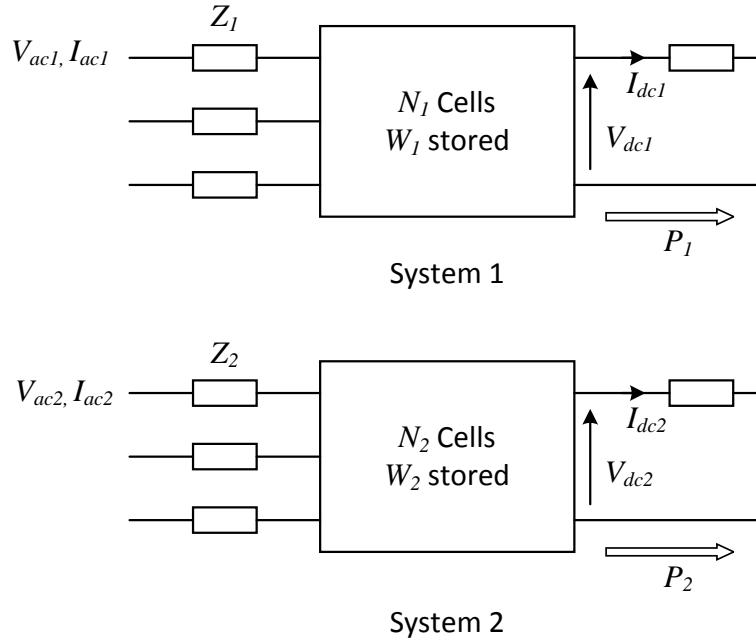 Z1
Vac1, Iac1
N1 Cells
W1 stored
Idc1
Vdc1
P1
System 1
Z2
Vac2, Iac2
N2 Cells
W2 stored
Idc2
Vdc2
P2
System 2